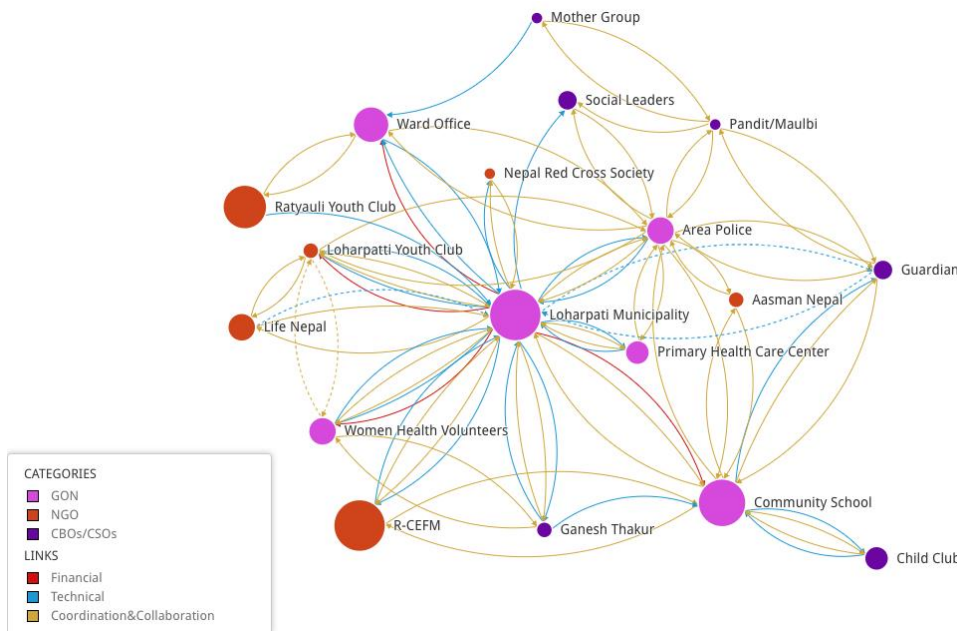 Mother Group
Social Leaders
Ward Office
Pandit/Maulbi
Nepal Red Cross Society
Ratyauli Youth Club
Area Police
Loharpatti Youth Club
Guardian
Aasman Nepal
Loharpati Municipality
Life Nepal
Primary Health Care Center
Women Health Volunteers
Community School
R-CEFM
Ganesh Thakur
Child Club
CATEGORIES
GON
NGO
CBOs/CSOs
LINKS
Financial
Technical
Coordination&Collaboration